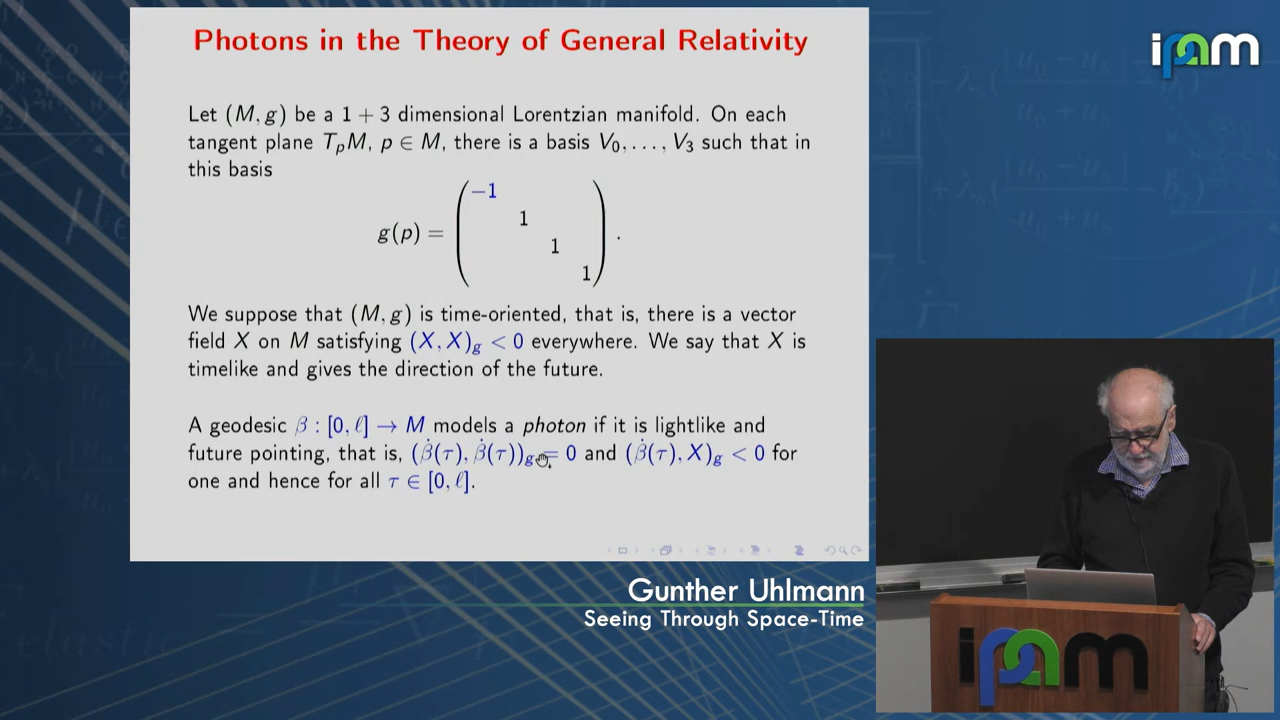 Photons in the Theory of General Relativity
ipam
Let (M, g) be a 1 + 3 dimensional Lorentzian manifold. On each
tangent plane TₚM, p ∈ M, there is a basis V₀, . . . , V₃ such that in
this basis
g(p) = ( −1
1
1
1 ) .
We suppose that (M, g) is time-oriented, that is, there is a vector
field X on M satisfying (X, X)_g < 0 everywhere. We say that X is
timelike and gives the direction of the future.
A geodesic β : [0, ℓ] → M models a photon if it is lightlike and
future pointing, that is, (β̇(τ), β̇(τ))_g = 0 and (β̇(τ), X)_g < 0 for
one and hence for all τ ∈ [0, ℓ].
Gunther Uhlmann
Seeing Through Space-Time
ipam